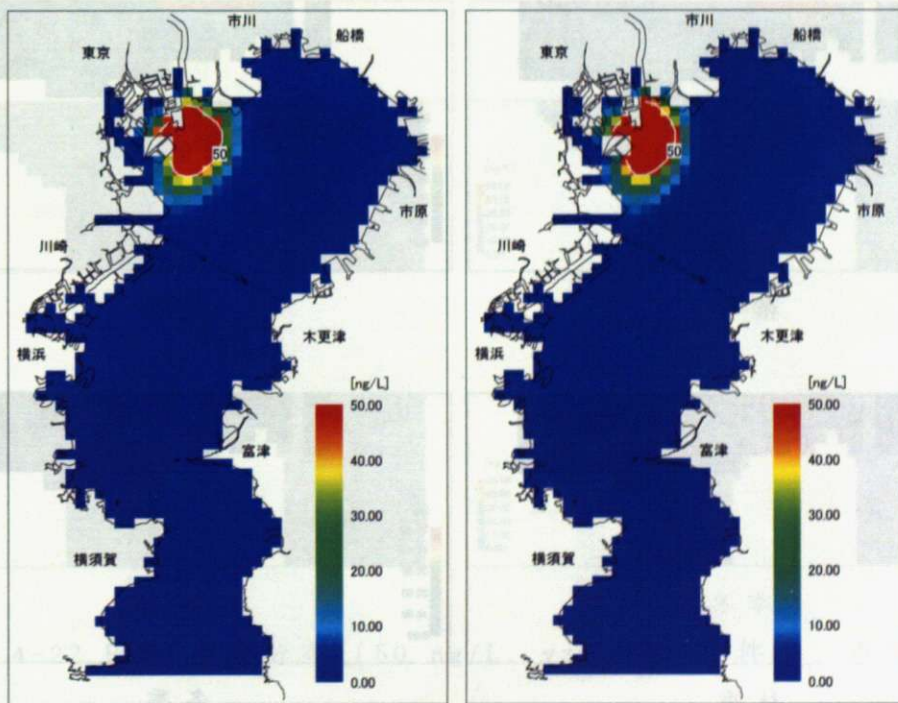 市川
船橋
東京
50
市原
川崎
木更津
横浜
[ng/L]
50.00
40.00
富津
30.00
20.00
横須賀
10.00
0.00
市川
船橋
東京
50
市原
川崎
木更津
横浜
[ng/L]
50.00
40.00
富津
30.00
20.00
横須賀
10.00
0.00